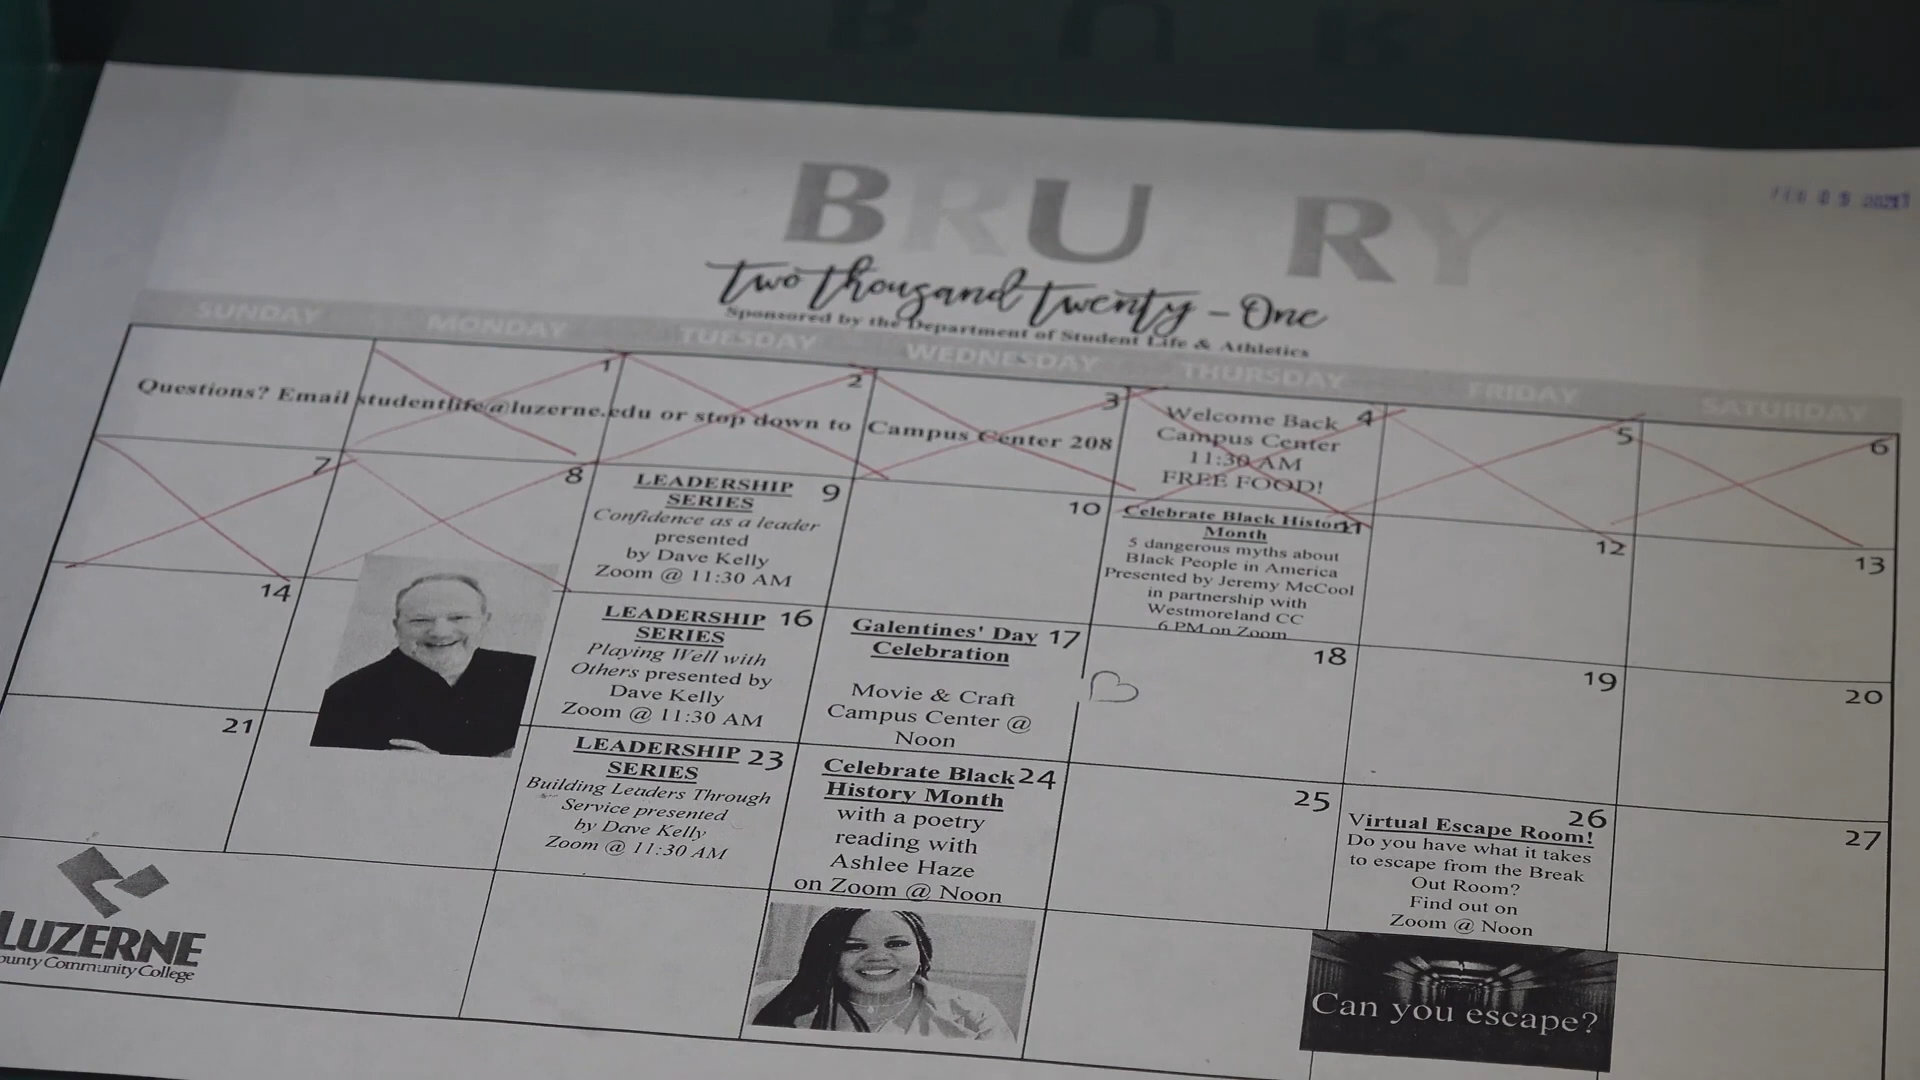 BRU RY
FEB 05 2021
two thousand twenty - One
Sponsored by the Department of Student Life & Athletics
SUNDAY MONDAY TUESDAY WEDNESDAY THURSDAY FRIDAY SATURDAY
Questions? Email studentlife@luzerne.edu or stop down to Campus Center 208
1
2
3
Welcome Back 4
Campus Center
11:30 AM
FREE FOOD!
5
6
7
8
LEADERSHIP 9
SERIES
Confidence as a leader
presented
by Dave Kelly
Zoom @ 11:30 AM
10
Celebrate Black History 11
Month
5 dangerous myths about
Black People in America
Presented by Jeremy McCool
in partnership with
Westmoreland CC
6 PM on Zoom
12
13
14
LEADERSHIP 16
SERIES
Playing Well with
Others presented by
Dave Kelly
Zoom @ 11:30 AM
Galentines' Day 17
Celebration
Movie & Craft
Campus Center @
Noon
18
19
20
21
LEADERSHIP 23
SERIES
Building Leaders Through
Service presented
by Dave Kelly
Zoom @ 11:30 AM
Celebrate Black 24
History Month
with a poetry
reading with
Ashlee Haze
on Zoom @ Noon
25
26
Virtual Escape Room!
Do you have what it takes
to escape from the Break
Out Room?
Find out on
Zoom @ Noon
27
LUZERNE
ounty Community College
Can you escape?